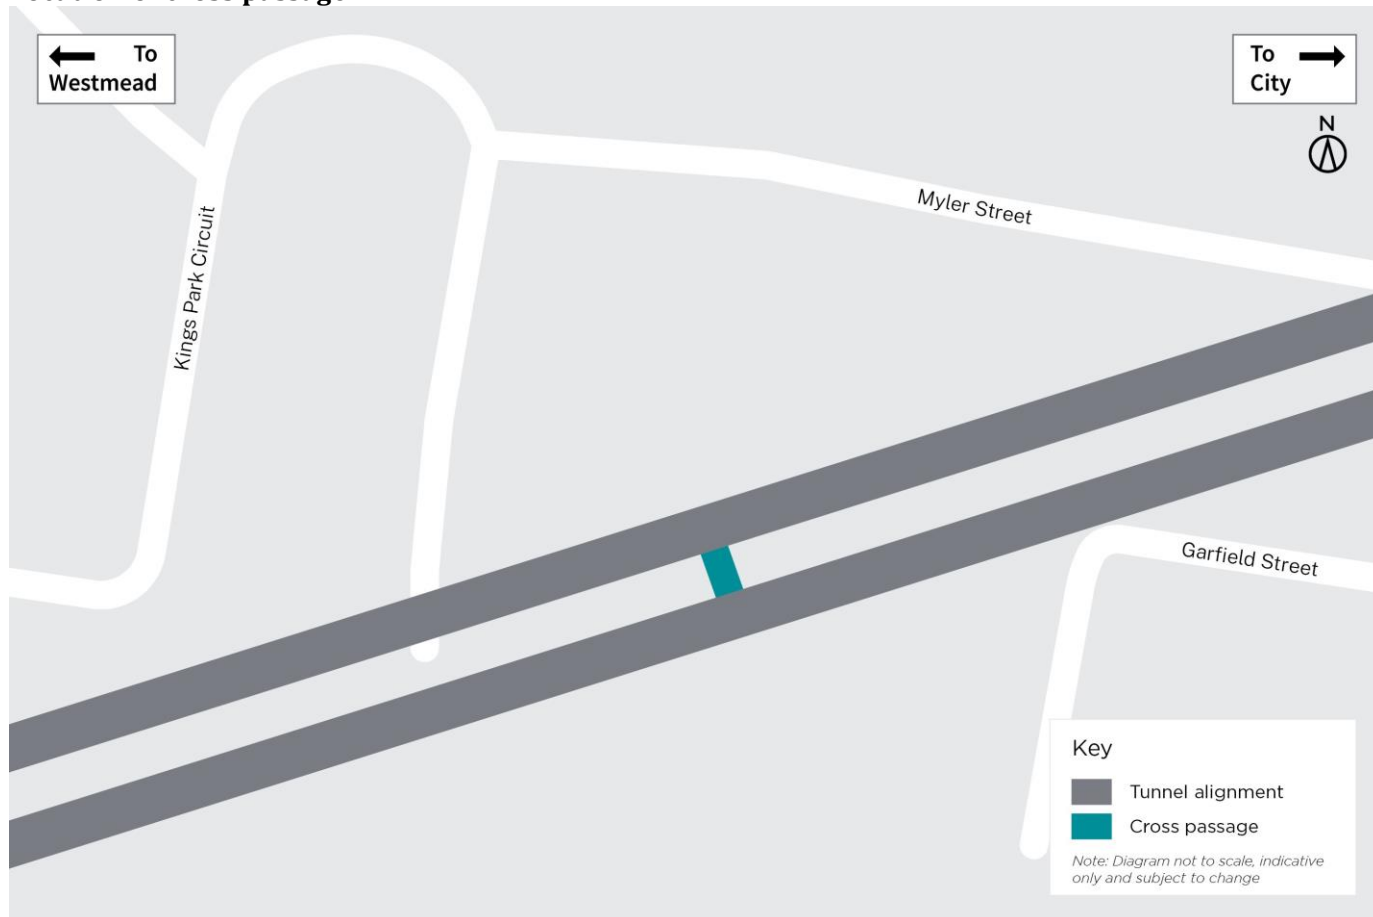 To
Westmead
To
City
N
Myler Street
Kings Park Circuit
Garfield Street
Key
Tunnel alignment
Cross passage
Note: Diagram not to scale, indicative
only and subject to change